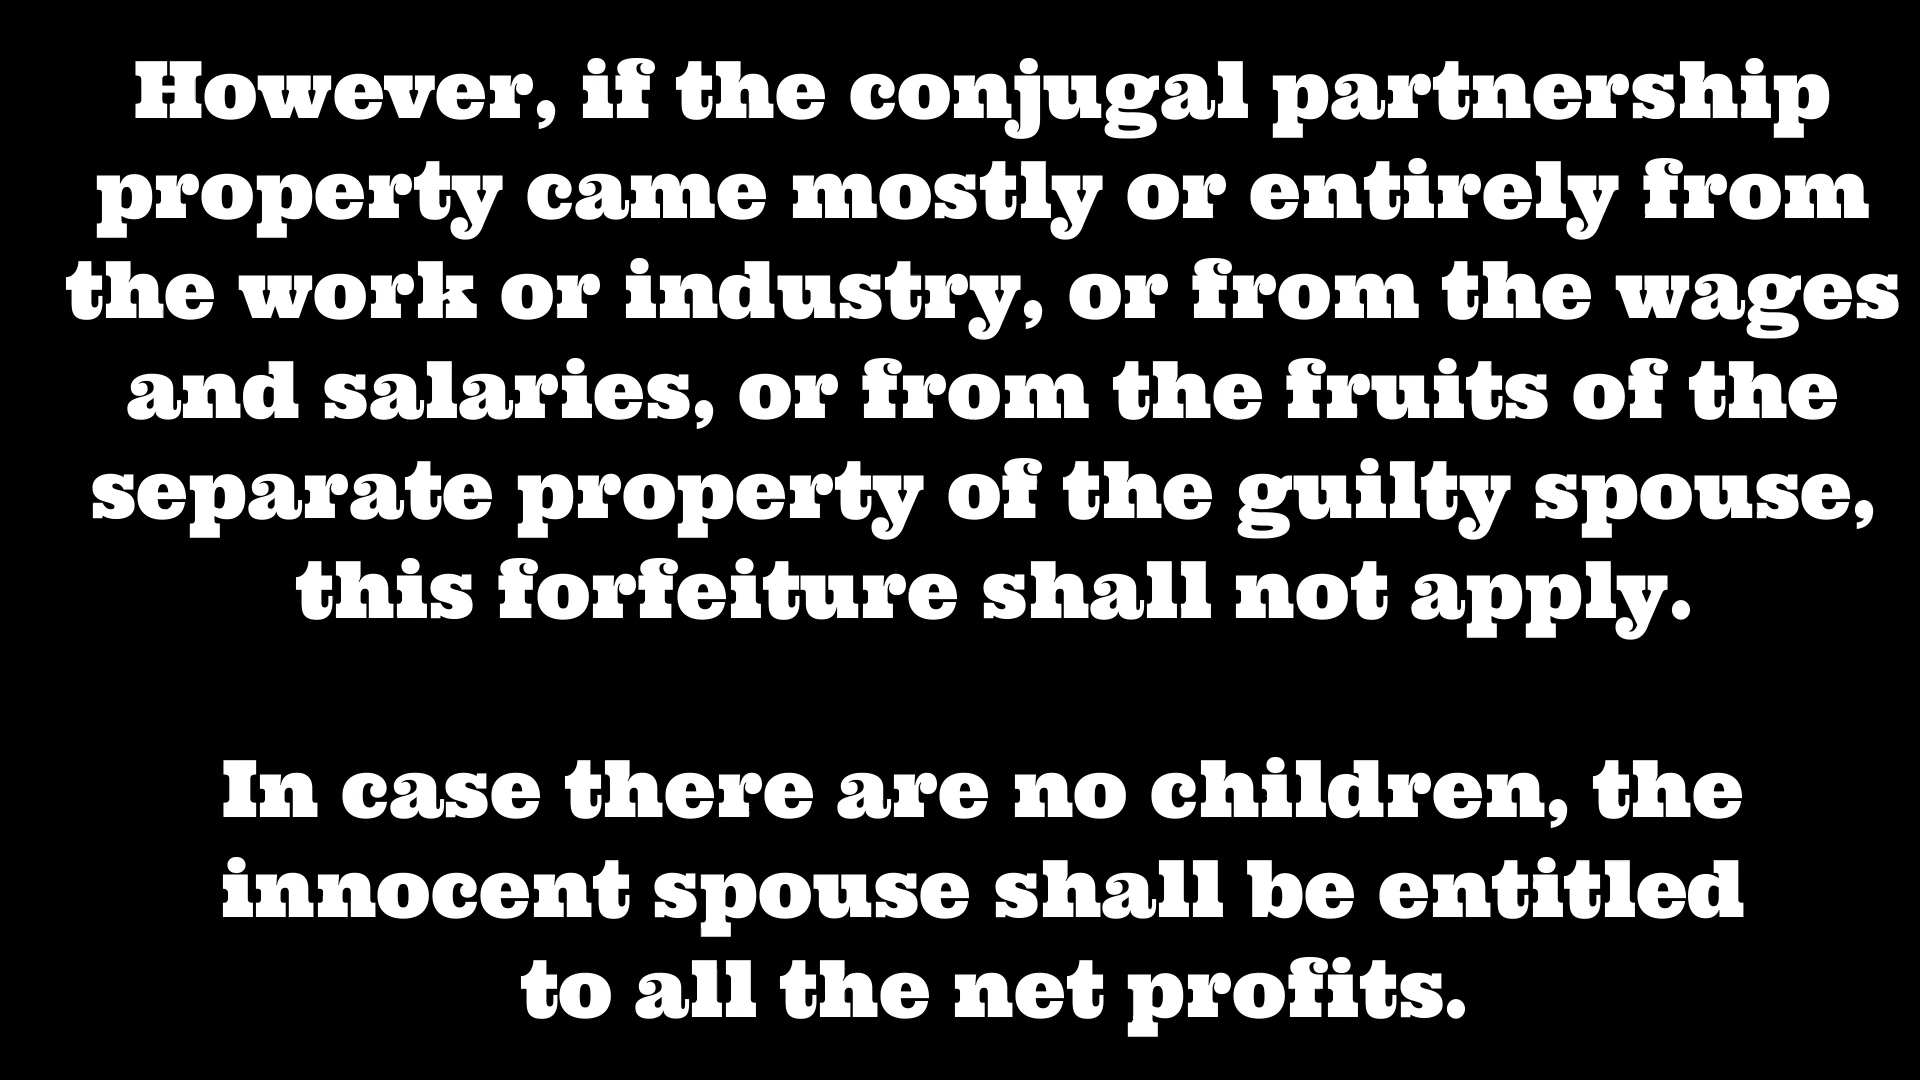 However, if the conjugal partnership
property came mostly or entirely from
the work or industry, or from the wages
and salaries, or from the fruits of the
separate property of the guilty spouse,
this forfeiture shall not apply.
In case there are no children, the
innocent spouse shall be entitled
to all the net profits.